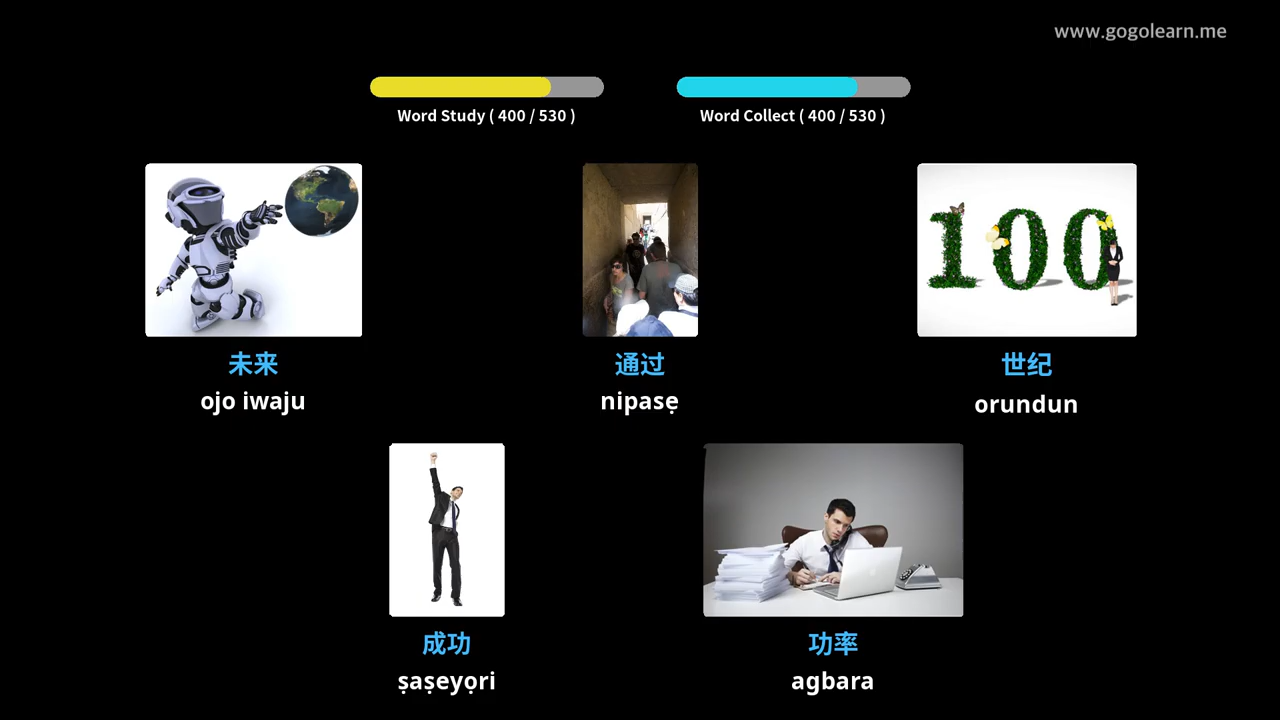 www.gogolearn.me
Word Study ( 400 / 530 )
Word Collect ( 400 / 530 )
未来
ojo iwaju
通过
nipasẹ
世纪
orundun
100
成功
ṣaṣeyọri
功率
agbara